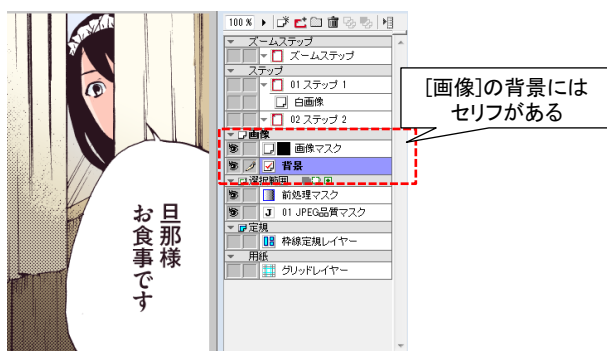 100 %
ズームステップ
ズームステップ
ステップ
01 ステップ 1
白画像
02 ステップ 2
画像
画像マスク
背景
選択範囲
前処理マスク
J 01 JPEG品質マスク
定規
枠線定規レイヤー
用紙
グリッドレイヤー
[画像]の背景には
セリフがある
旦那様
お食事です